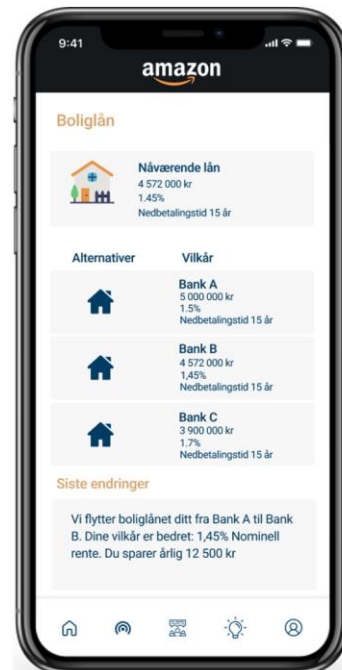 9:41
amazon
Boliglån
Nåværende lån
4 572 000 kr
1.45%
Nedbetalingstid 15 år
Alternativer Vilkår
Bank A
5 000 000 kr
1.5%
Nedbetalingstid 15 år
Bank B
4 572 000 kr
1,45%
Nedbetalingstid 15 år
Bank C
3 900 000 kr
1.7%
Nedbetalingstid 15 år
Siste endringer
Vi flytter boliglånet ditt fra Bank A til Bank
B. Dine vilkår er bedret: 1,45% Nominell
rente. Du sparer årlig 12 500 kr